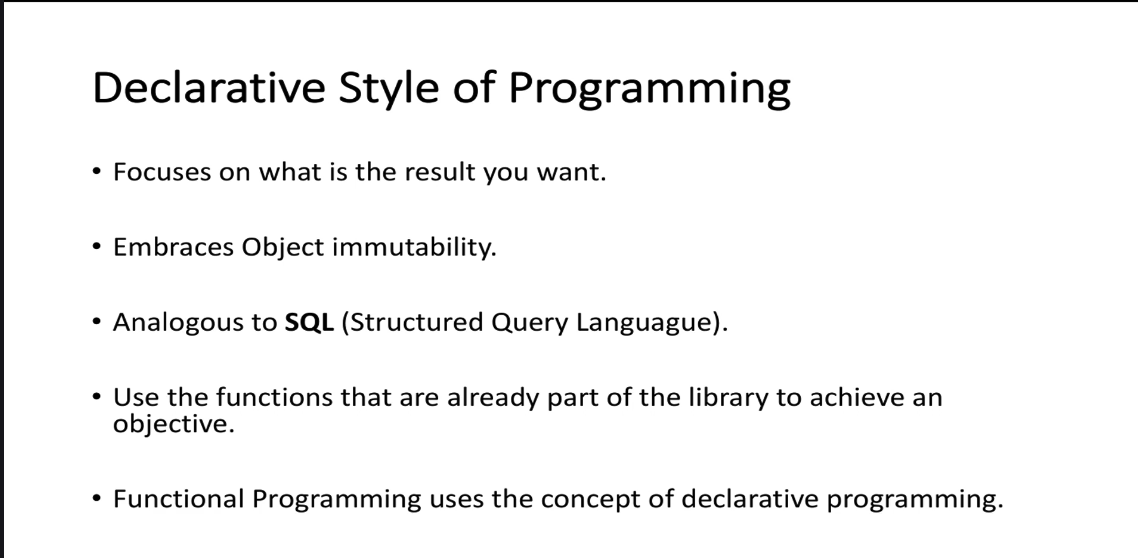 Declarative Style of Programming
• Focuses on what is the result you want.
• Embraces Object immutability.
• Analogous to SQL (Structured Query Languague).
• Use the functions that are already part of the library to achieve an
objective.
• Functional Programming uses the concept of declarative programming.